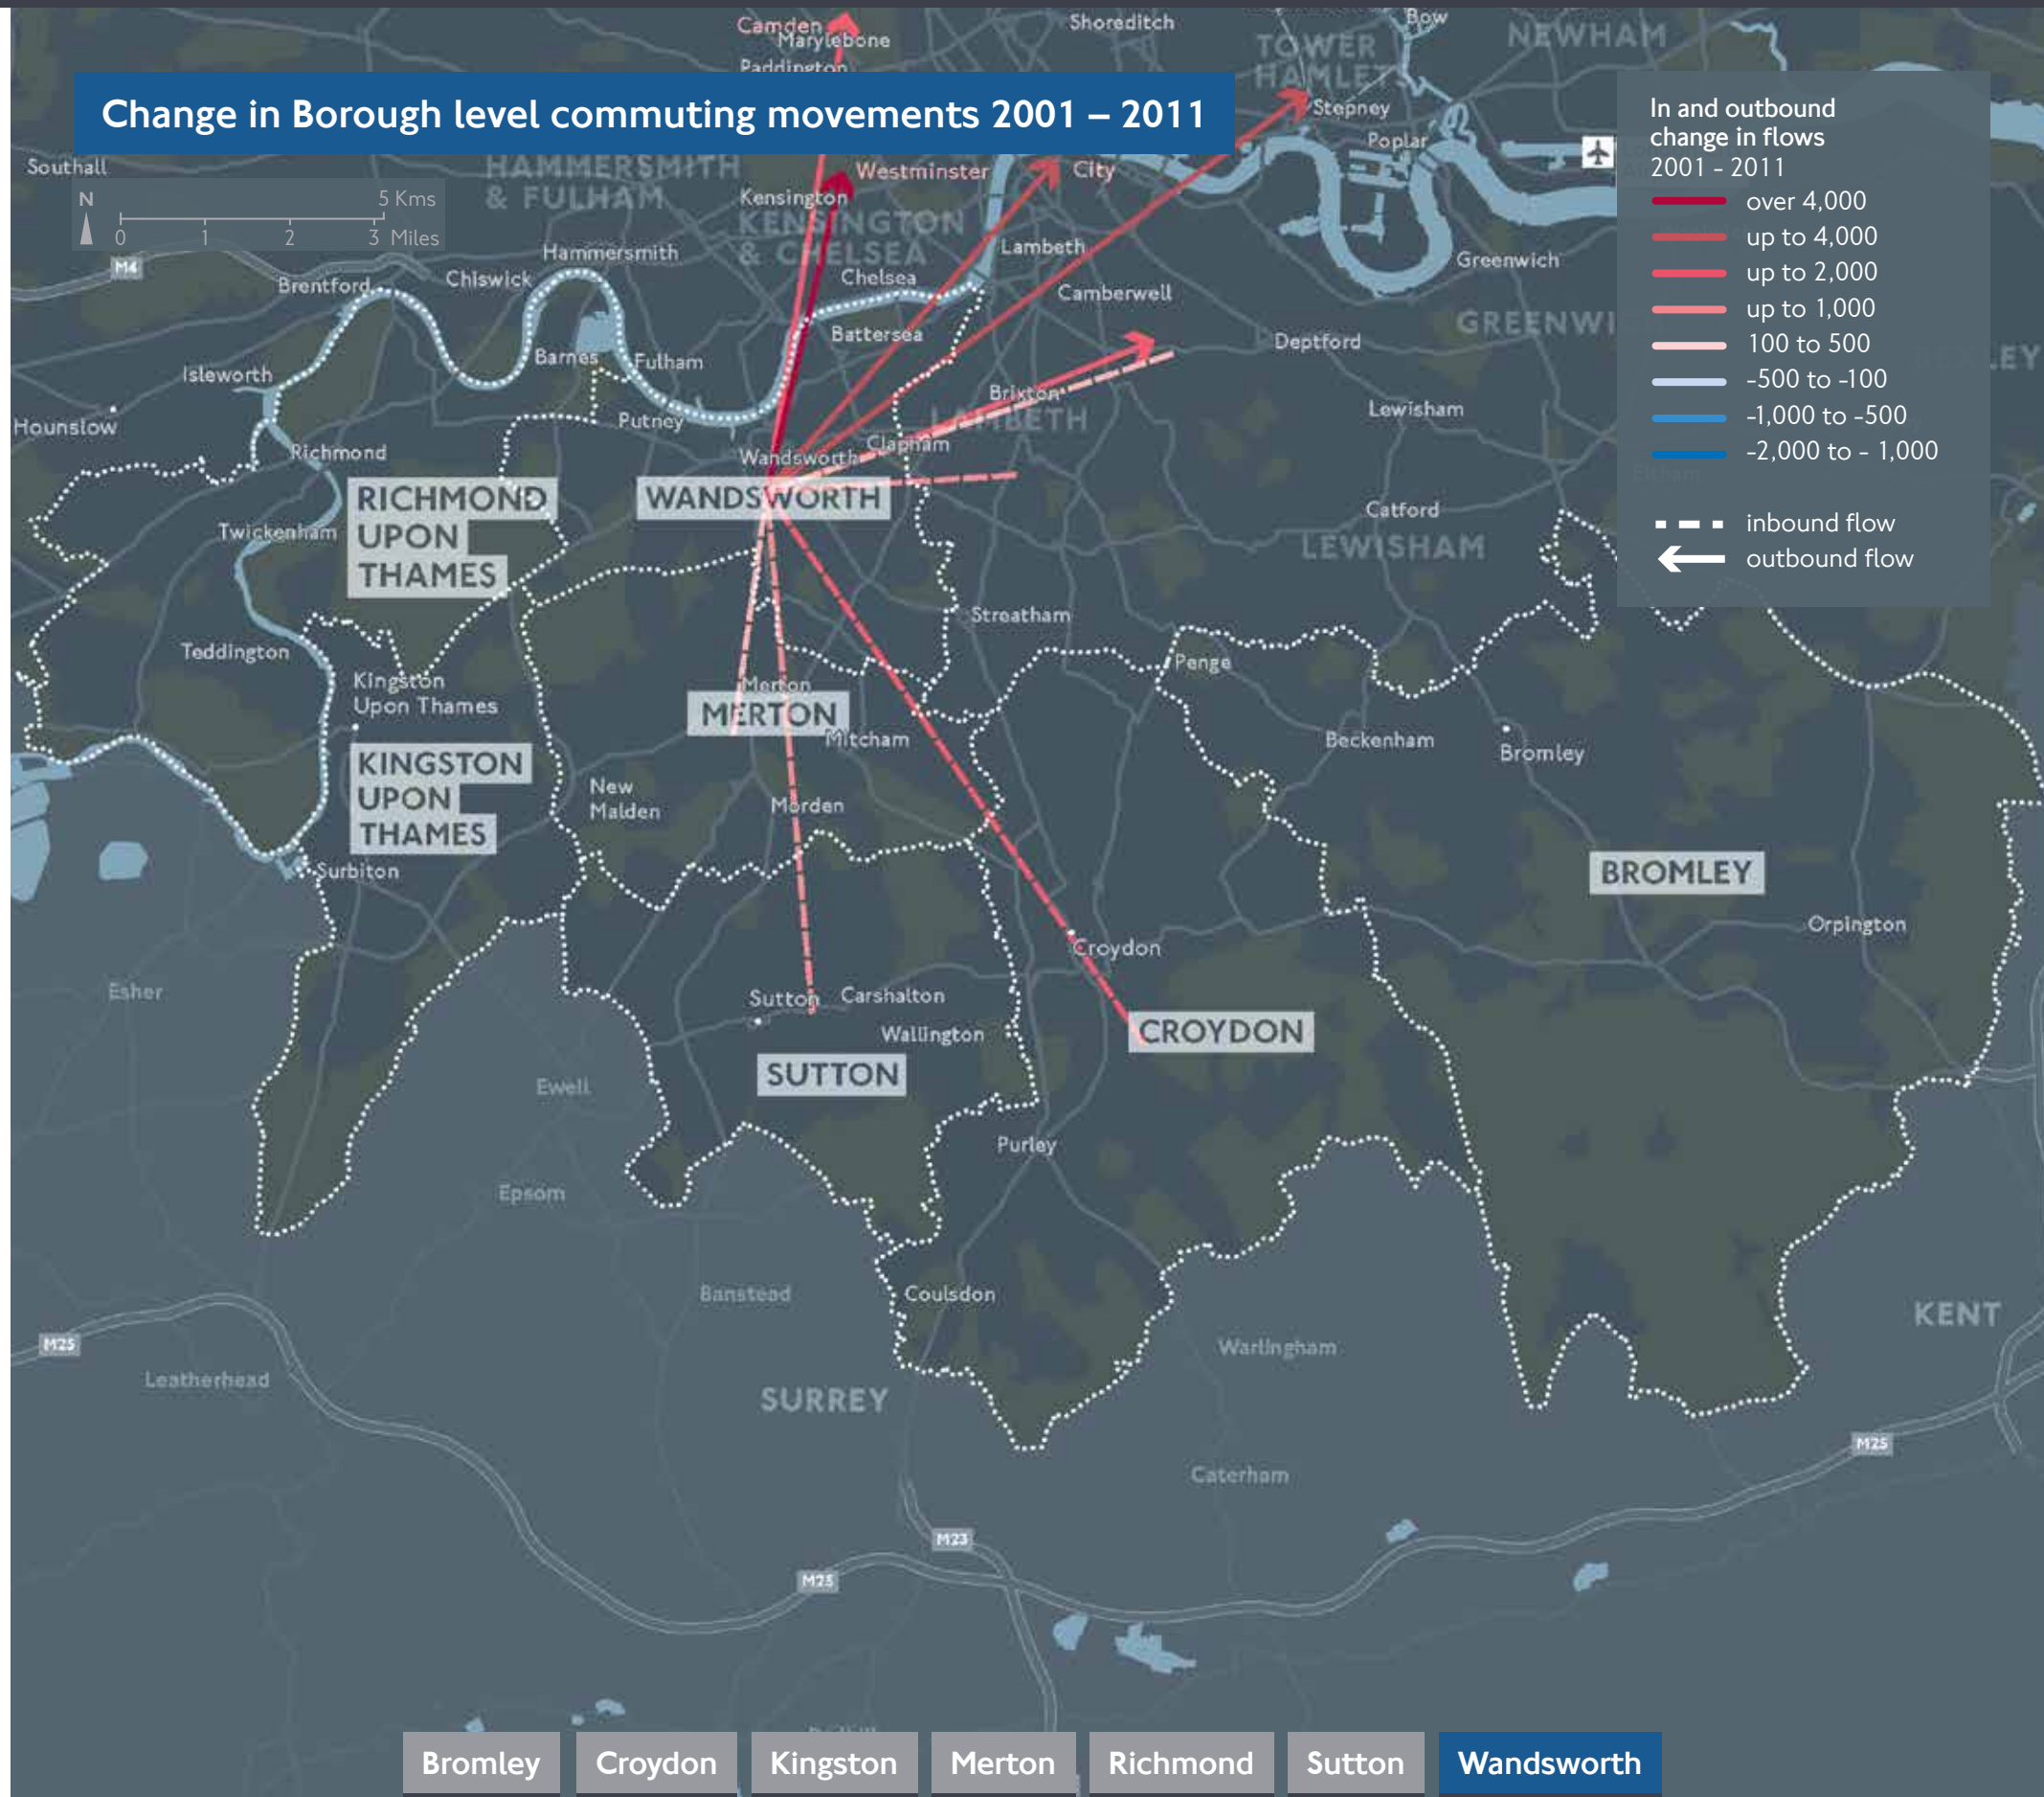 Camden
Marylebone
Paddington
Shoreditch
Bow
TOWER
HAMLET
NEWHAM
Change in Borough level commuting movements 2001 – 2011
Stepney
Poplar
In and outbound
change in flows
2001 - 2011
over 4,000
up to 4,000
up to 2,000
up to 1,000
100 to 500
-500 to -100
-1,000 to -500
-2,000 to - 1,000
inbound flow
outbound flow
Southall
HAMMERSMITH
& FULHAM
Westminster
City
Kensington
KENSINGTON
& CHELSEA
N
5 Kms
0 1 2 3 Miles
M4
Hammersmith
Lambeth
Greenwich
Brentford
Chiswick
Chelsea
Camberwell
GREENWI
Battersea
Deptford
LEY
Barnes
Fulham
Isleworth
Brixton
Lewisham
Hounslow
Putney
LAMBETH
Clapham
Richmond
Wandsworth
RICHMOND
UPON
THAMES
WANDSWORTH
Twickenham
Catford
LEWISHAM
Streatham
Teddington
Penge
Kingston
Upon Thames
Merton
MERTON
Mitcham
Beckenham
Bromley
KINGSTON
UPON
THAMES
New
Malden
Morden
Surbiton
BROMLEY
Orpington
Croydon
Esher
Sutton
Carshalton
Wallington
CROYDON
SUTTON
Ewell
Purley
Epsom
Banstead
Coulsdon
KENT
M25
Warlingham
Leatherhead
SURREY
M25
Caterham
M23
M25
Bromley
Croydon
Kingston
Merton
Richmond
Sutton
Wandsworth